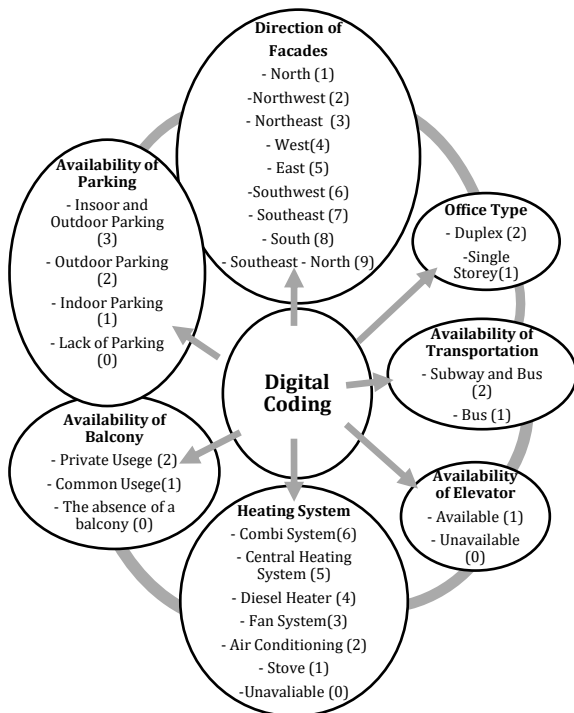 Direction of
Facades
- North (1)
-Northwest (2)
- Northeast (3)
- West(4)
- East (5)
-Southwest (6)
- Southeast (7)
- South (8)
- Southeast - North (9)
Office Type
- Duplex (2)
-Single
Storey(1)
Availability of
Transportation
- Subway and Bus
(2)
- Bus (1)
Availability
of Elevator
- Available (1)
- Unavailable
(0)
Heating System
- Combi System(6)
- Central Heating
System (5)
- Diesel Heater (4)
- Fan System(3)
- Air Conditioning (2)
- Stove (1)
-Unavaliable (0)
Availability of
Balcony
- Private Usege (2)
- Common Usege(1)
- The absence of a
balcony (0)
Availability of
Parking
- Insoor and
Outdoor Parking
(3)
- Outdoor Parking
(2)
- Indoor Parking
(1)
- Lack of Parking
(0)
Digital
Coding